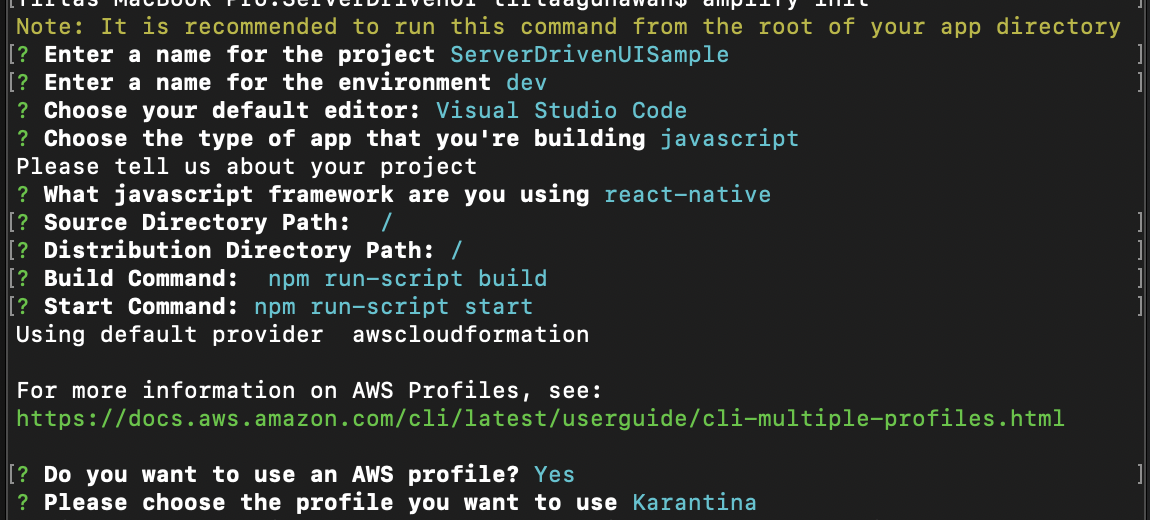 Tirtas MacBook Pro:ServerDrivenUI tirtaagunawan$ amplify init
Note: It is recommended to run this command from the root of your app directory
[? Enter a name for the project ServerDrivenUISample ]
[? Enter a name for the environment dev ]
? Choose your default editor: Visual Studio Code
? Choose the type of app that you're building javascript
Please tell us about your project
? What javascript framework are you using react-native
[? Source Directory Path:  / ]
[? Distribution Directory Path: / ]
[? Build Command:  npm run-script build ]
[? Start Command: npm run-script start ]
Using default provider  awscloudformation
For more information on AWS Profiles, see:
https://docs.aws.amazon.com/cli/latest/userguide/cli-multiple-profiles.html
[? Do you want to use an AWS profile? Yes ]
? Please choose the profile you want to use Karantina